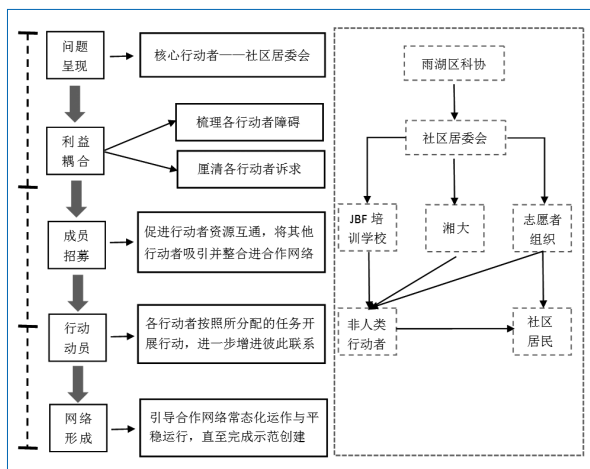 问题
呈现
核心行动者——社区居委会
利益
耦合
梳理各行动者障碍
厘清各行动者诉求
成员
招募
促进行动者资源互通，将其他
行动者吸引并整合进合作网络
行动
动员
各行动者按照所分配的任务开
展行动，进一步增进彼此联系
网络
形成
引导合作网络常态化运作与平
稳运行，直至完成示范创建
雨湖区科协
社区居委会
JBF 培
训学校
湘大
志愿者
组织
非人类
行动者
社区
居民